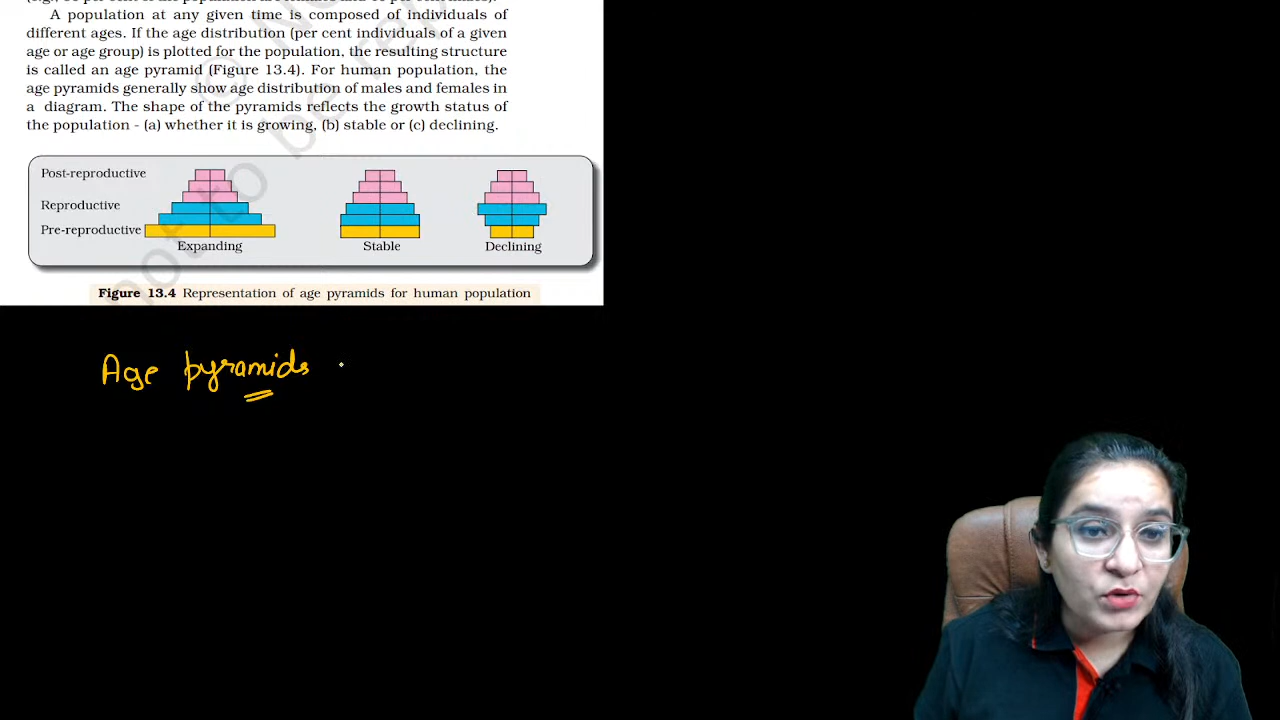 A population at any given time is composed of individuals of
different ages. If the age distribution (per cent individuals of a given
age or age group) is plotted for the population, the resulting structure
is called an age pyramid (Figure 13.4). For human population, the
age pyramids generally show age distribution of males and females in
a diagram. The shape of the pyramids reflects the growth status of
the population - (a) whether it is growing, (b) stable or (c) declining.
Post-reproductive
Reproductive
Pre-reproductive
Expanding Stable Declining
Figure 13.4 Representation of age pyramids for human population
Age pyramids
not to be rep